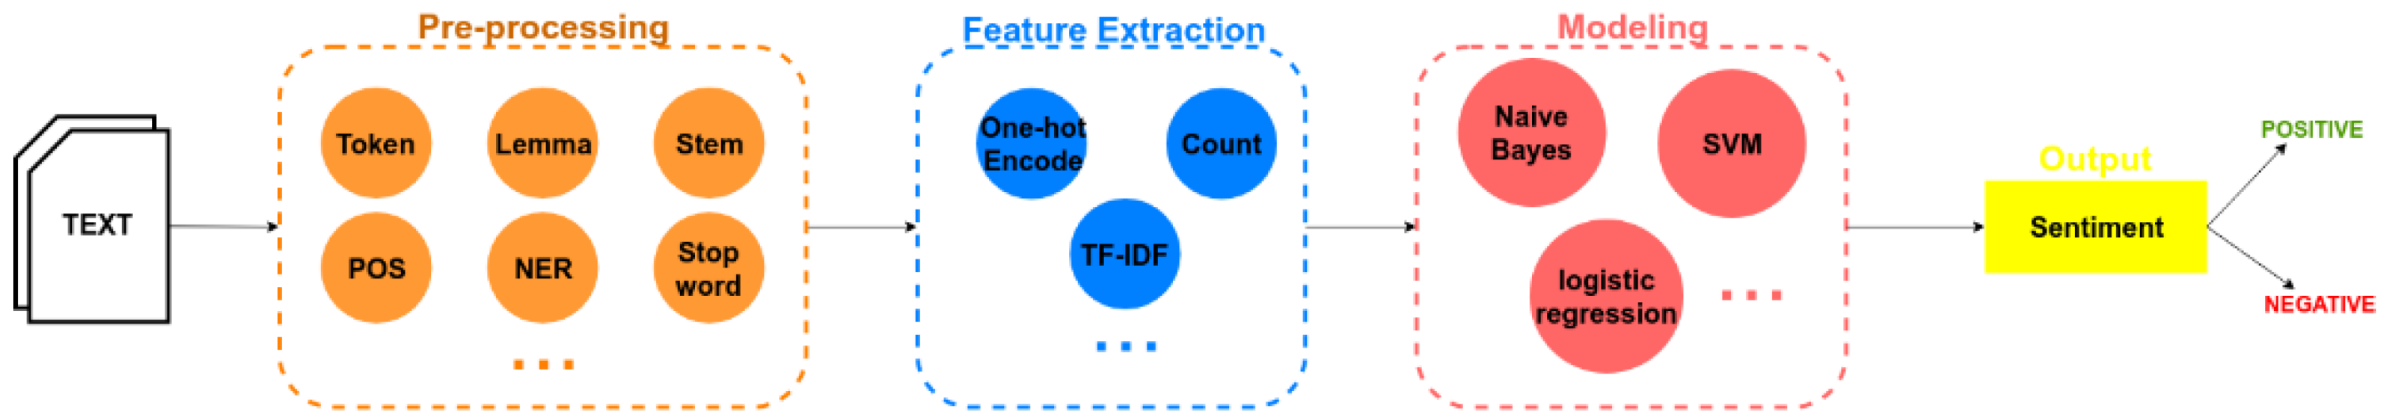 Pre-processing
Feature Extraction
Modeling
TEXT
Token
Lemma
Stem
POS
NER
Stop
word
...
One-hot
Encode
Count
TF-IDF
...
Naive
Bayes
SVM
logistic
regression
...
Output
Sentiment
POSITIVE
NEGATIVE